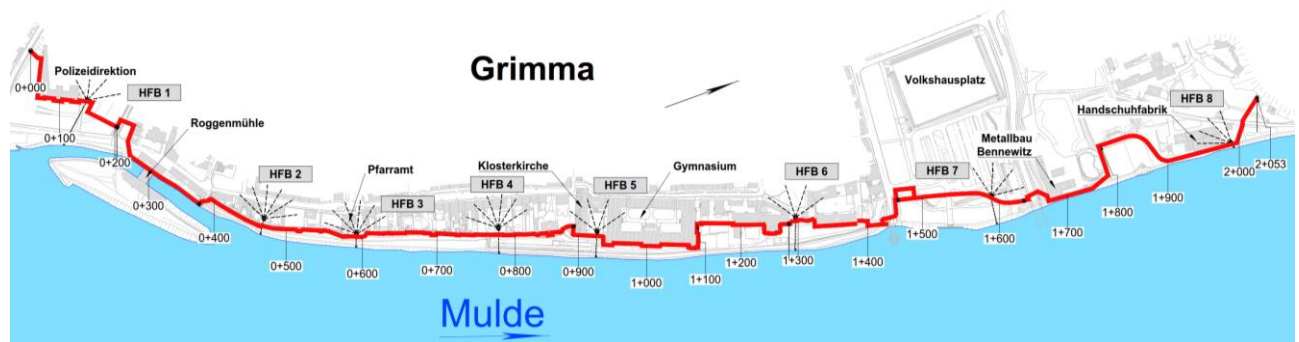 Grimma
Polizeidirektion
HFB 1
0+000
0+100
Roggenmühle
0+200
0+300
HFB 2
0+400
0+500
Pfarramt
HFB 3
0+600
0+700
HFB 4
0+800
Klosterkirche
HFB 5
0+900
Gymnasium
1+000
1+100
1+200
HFB 6
1+300
1+400
Volkshausplatz
HFB 7
1+500
1+600
Metallbau
Bennewitz
1+700
Handschuhfabrik
1+800
HFB 8
1+900
2+000
2+053
Mulde